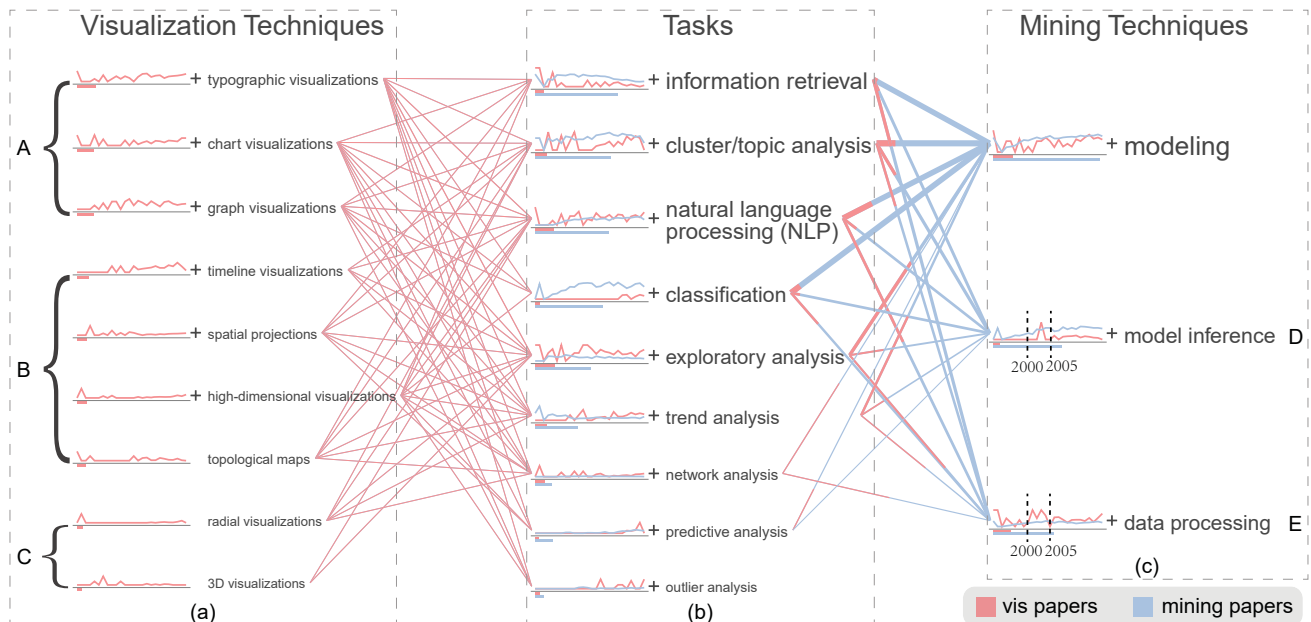 Visualization Techniques
Tasks
Mining Techniques
A
+ typographic visualizations
+ chart visualizations
+ graph visualizations
B
+ timeline visualizations
+ spatial projections
+ high-dimensional visualizations
+ topological maps
C
+ radial visualizations
+ 3D visualizations
(a)
+ information retrieval
+ cluster/topic analysis
+ natural language
processing (NLP)
+ classification
+ exploratory analysis
+ trend analysis
+ network analysis
+ predictive analysis
+ outlier analysis
(b)
+ modeling
+ model inference D
2000 2005
+ data processing E
2000 2005
(c)
vis papers
mining papers